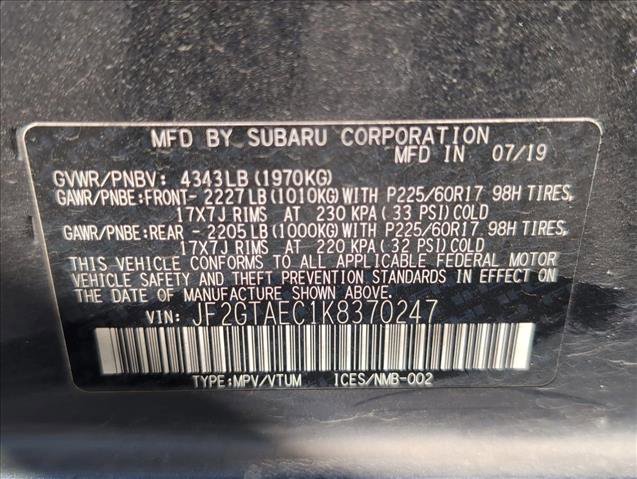 MFD BY SUBARU CORPORATION
MFD IN 07/19
GVWR/PNBV: 4343LB (1970KG)
GAWR/PNBE:FRONT- 2227 LB (1010KG) WITH P225/60R17 98H TIRES,
17X7J RIMS AT 230 KPA ( 33 PSI) COLD
GAWR/PNBE:REAR - 2205 LB (1000KG) WITH P225/60R17 98H TIRES,
17X7J RIMS AT 220 KPA ( 32 PSI) COLD
THIS VEHICLE CONFORMS TO ALL APPLICABLE FEDERAL MOTOR
VEHICLE SAFETY AND THEFT PREVENTION STANDARDS IN EFFECT ON
THE DATE OF MANUFACTURE SHOWN ABOVE.
VIN: JF2GTAEC1K8370247
TYPE:MPV/VTUM ICES/NMB-002